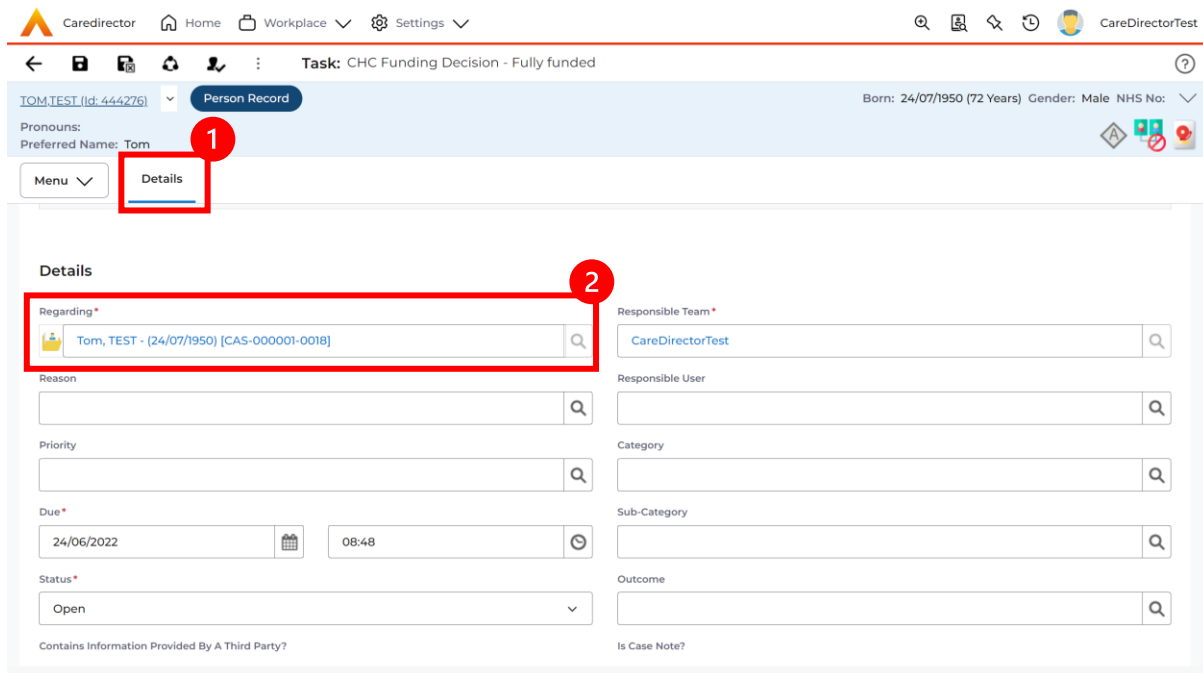 Caredirector Home Workplace Settings CareDirectorTest
Task: CHC Funding Decision - Fully funded ?
TOM,TEST (Id: 444276) Person Record Born: 24/07/1950 (72 Years) Gender: Male NHS No:
Pronouns:
Preferred Name: Tom
A
1
Menu Details
Details
2
Regarding* Responsible Team*
Tom, TEST - (24/07/1950) [CAS-000001-0018] CareDirectorTest
Reason Responsible User
Priority Category
Due* Sub-Category
24/06/2022 08:48
Status* Outcome
Open
Contains Information Provided By A Third Party? Is Case Note?